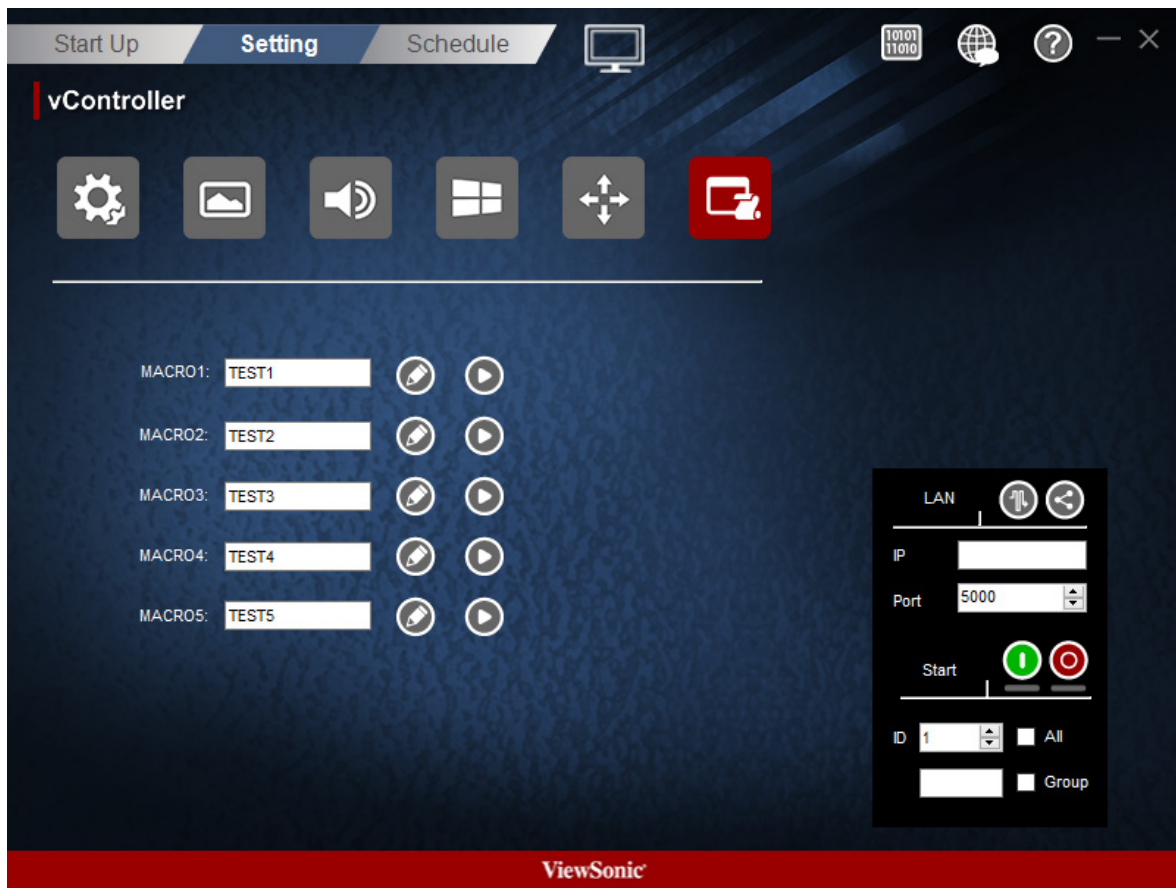 Start Up
Setting
Schedule
10101
11010
?
vController
MACRO1: TEST1
MACRO2: TEST2
MACRO3: TEST3
MACRO4: TEST4
MACRO5: TEST5
LAN
IP
Port 5000
Start
ID 1 All
Group
ViewSonic